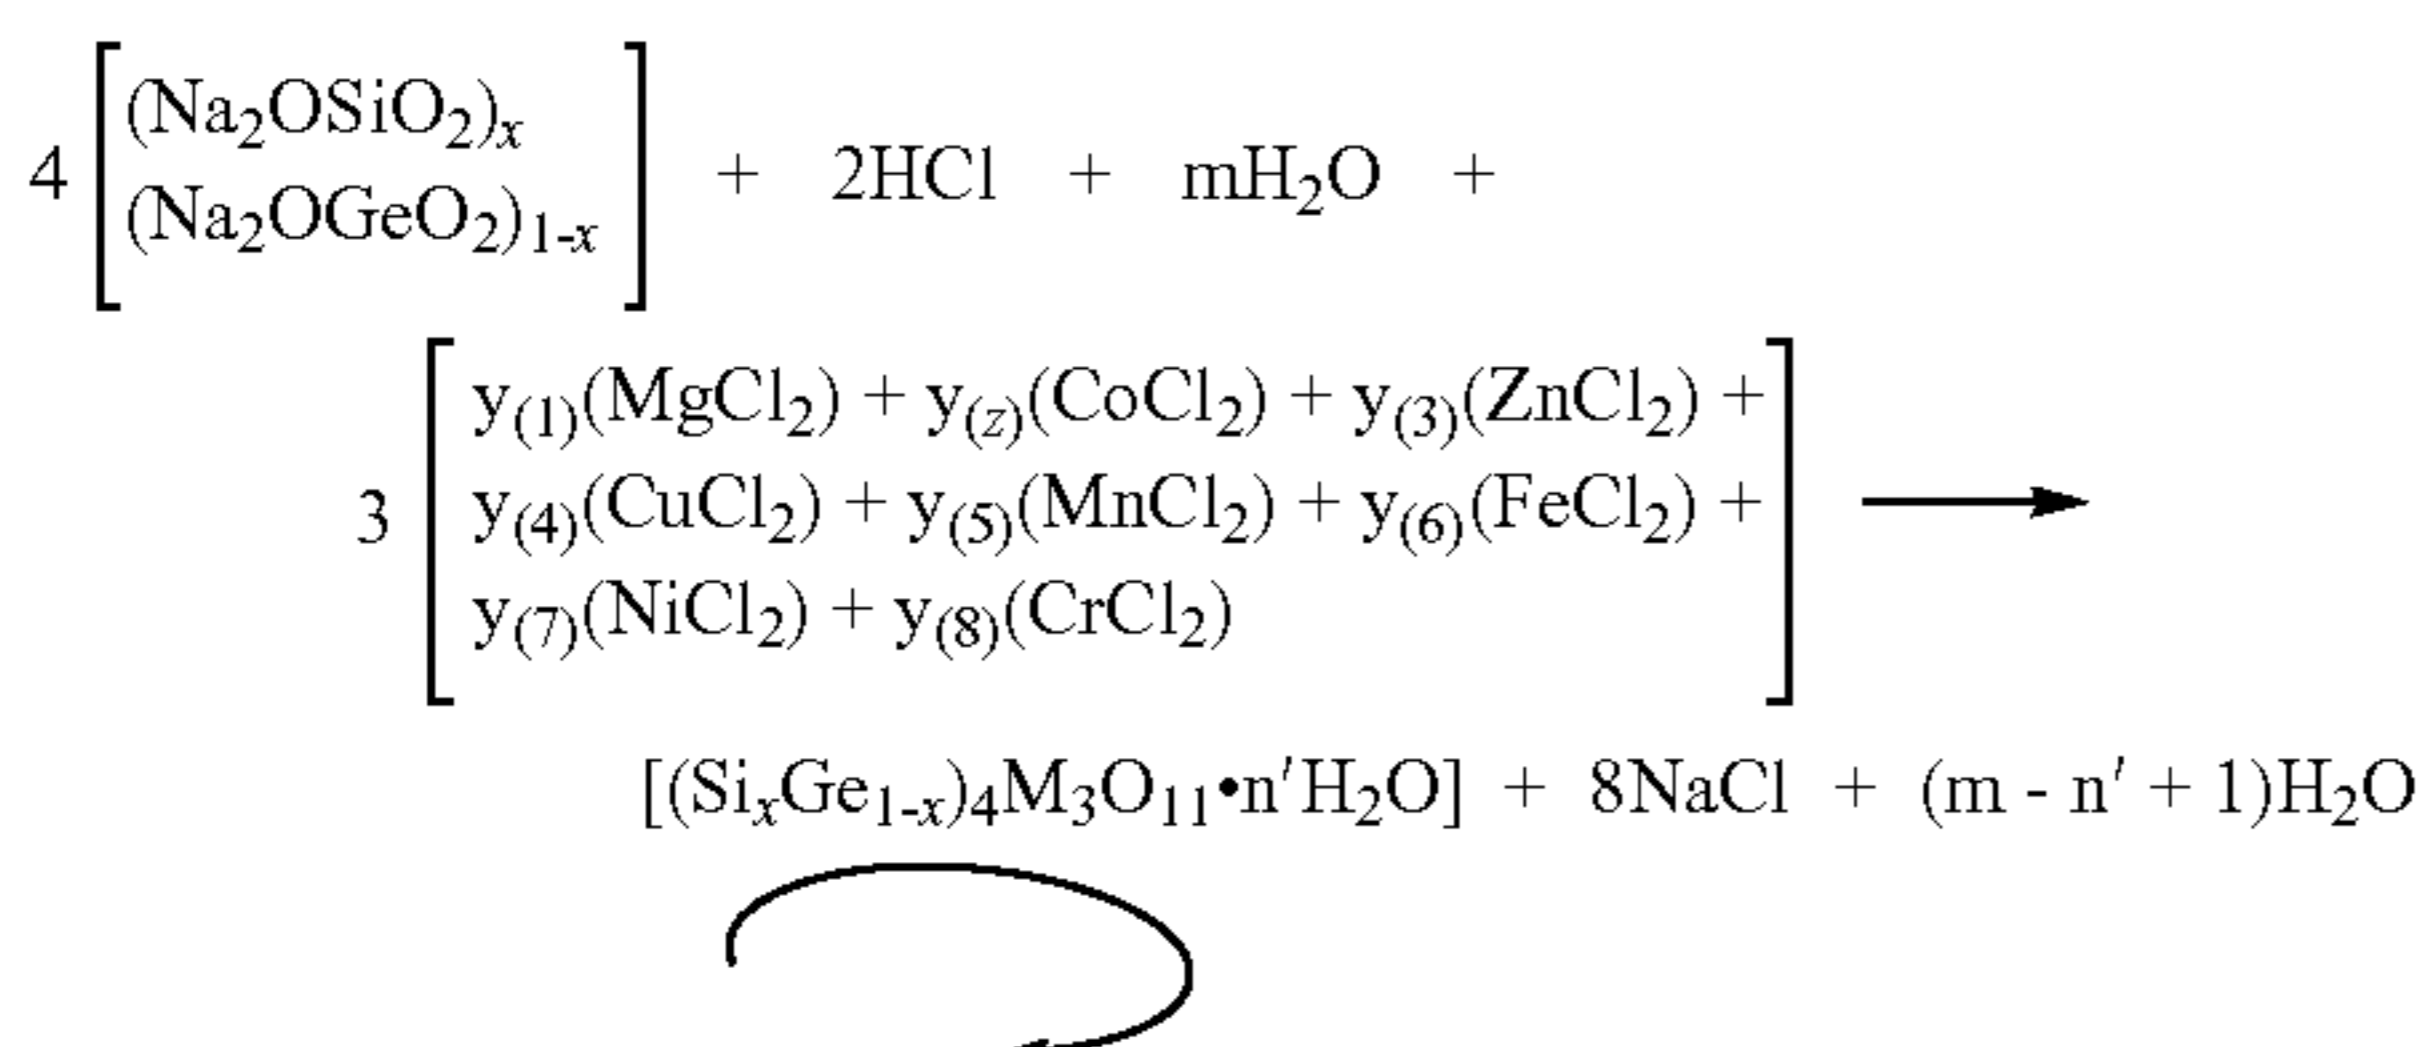 4 [(Na₂OSiO₂)ₓ
(Na₂OGeO₂)₁₋ₓ] + 2HCl + mH₂O +
3 [y₍₁₎(MgCl₂) + y₍z₎(CoCl₂) + y₍₃₎(ZnCl₂) +
y₍₄₎(CuCl₂) + y₍₅₎(MnCl₂) + y₍₆₎(FeCl₂) +
y₍₇₎(NiCl₂) + y₍₈₎(CrCl₂)] ⟶
[(SiₓGe₁₋ₓ)₄M₃O₁₁•n′H₂O] + 8NaCl + (m - n′ + 1)H₂O